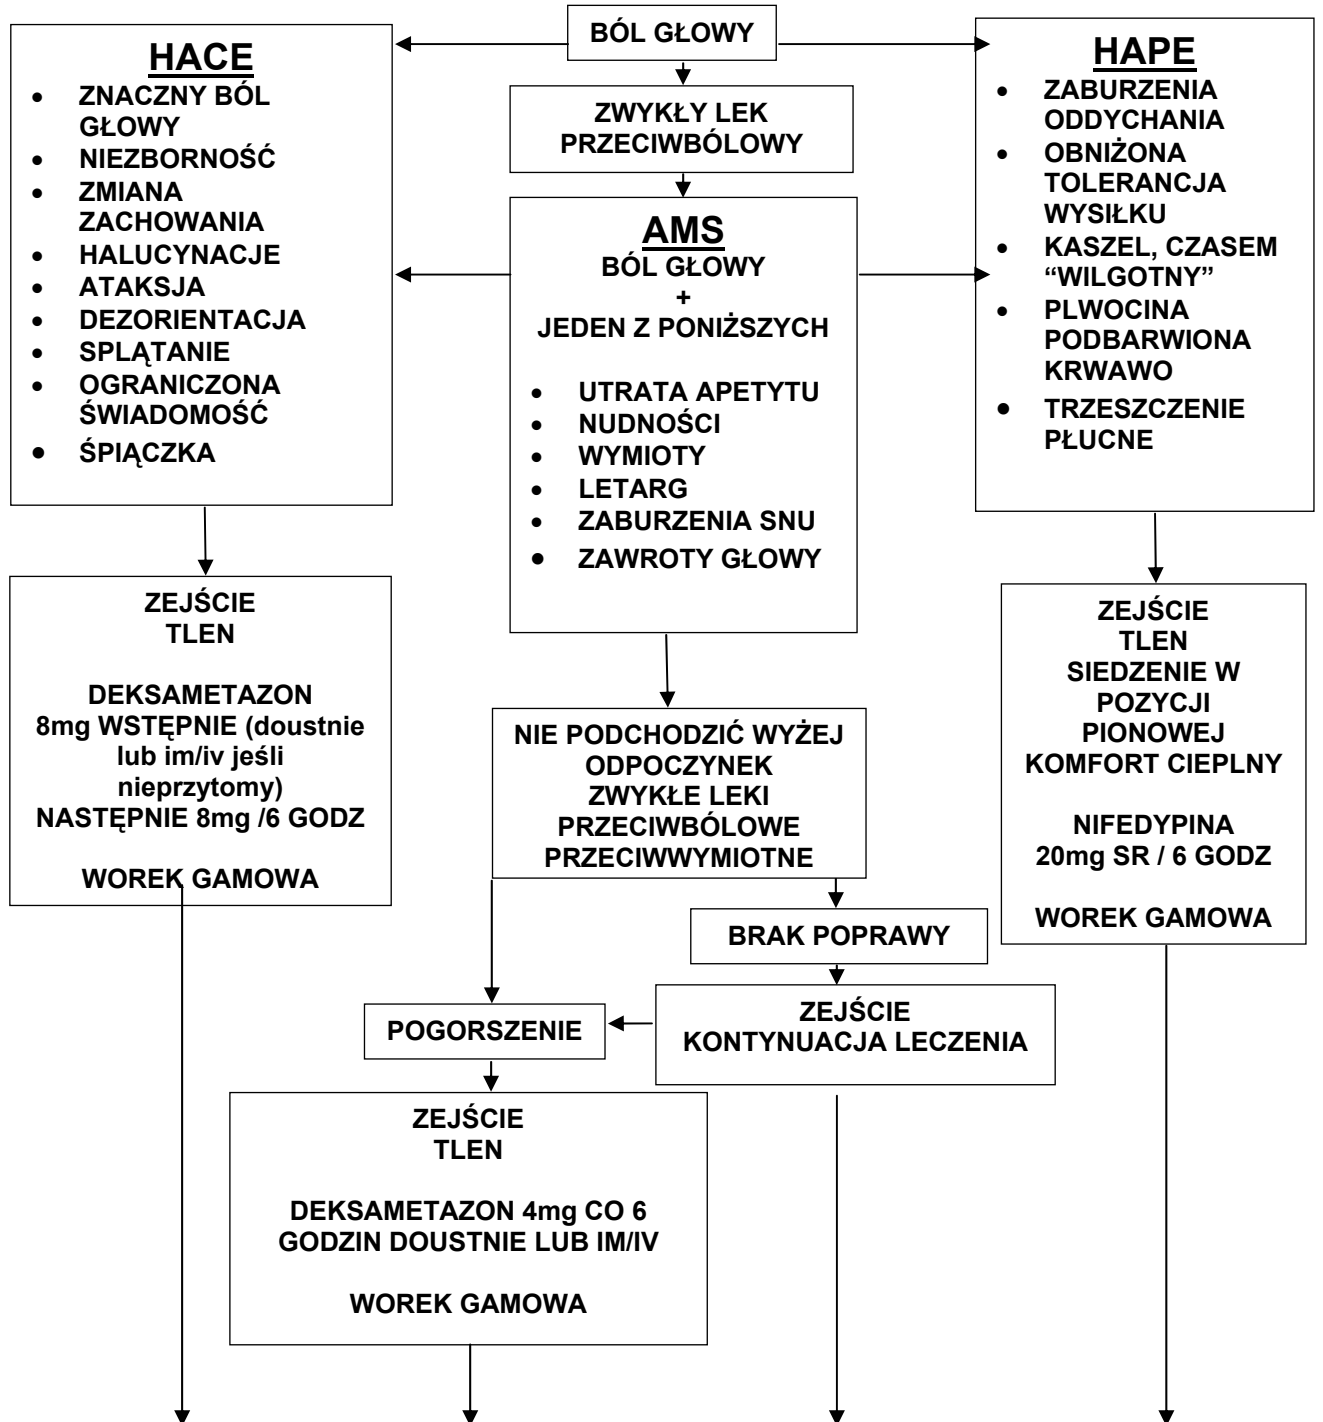 BÓL GŁOWY
HACE
• ZNACZNY BÓL
GŁOWY
• NIEZBORNOŚĆ
• ZMIANA
ZACHOWANIA
• HALUCYNACJE
• ATAKSJA
• DEZORIENTACJA
• SPLĄTANIE
• OGRANICZONA
ŚWIADOMOŚĆ
• ŚPIĄCZKA
ZWYKŁY LEK
PRZECIWBÓLOWY
AMS
BÓL GŁOWY
+
JEDEN Z PONIŻSZYCH
• UTRATA APETYTU
• NUDNOŚCI
• WYMIOTY
• LETARG
• ZABURZENIA SNU
• ZAWROTY GŁOWY
HAPE
• ZABURZENIA
ODDYCHANIA
• OBNIŻONA
TOLERANCJA
WYSIŁKU
• KASZEL, CZASEM
“WILGOTNY”
• PLWOCINA
PODBARWIONA
KRWAWO
• TRZESZCZENIE
PŁUCNE
ZEJŚCIE
TLEN
DEKSAMETAZON
8mg WSTĘPNIE (doustnie
lub im/iv jeśli
nieprzytomy)
NASTĘPNIE 8mg /6 GODZ
WOREK GAMOWA
NIE PODCHODZIĆ WYŻEJ
ODPOCZYNEK
ZWYKŁE LEKI
PRZECIWBÓLOWE
PRZECIWWYMIOTNE
ZEJŚCIE
TLEN
SIEDZENIE W
POZYCJI
PIONOWEJ
KOMFORT CIEPLNY
NIFEDYPINA
20mg SR / 6 GODZ
WOREK GAMOWA
BRAK POPRAWY
ZEJŚCIE
KONTYNUACJA LECZENIA
POGORSZENIE
ZEJŚCIE
TLEN
DEKSAMETAZON 4mg CO 6
GODZIN DOUSTNIE LUB IM/IV
WOREK GAMOWA